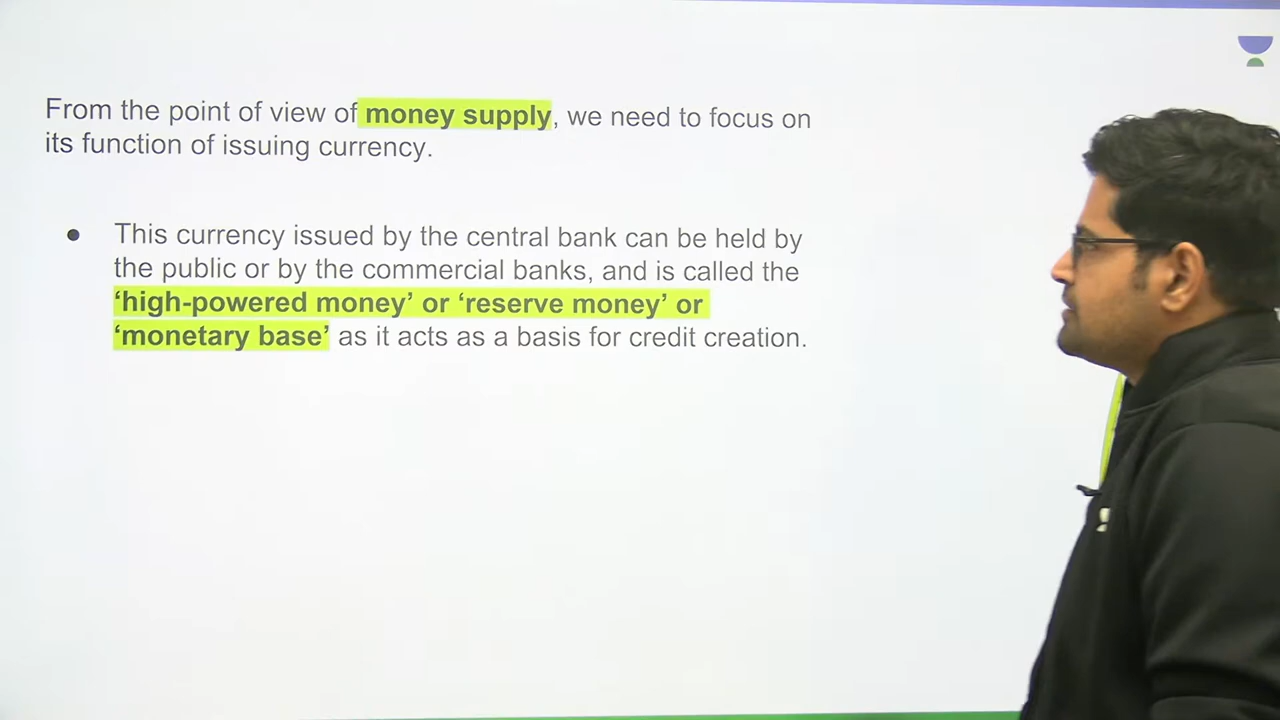 From the point of view of money supply, we need to focus on
its function of issuing currency.
● This currency issued by the central bank can be held by
the public or by the commercial banks, and is called the
‘high-powered money’ or ‘reserve money’ or
‘monetary base’ as it acts as a basis for credit creation.